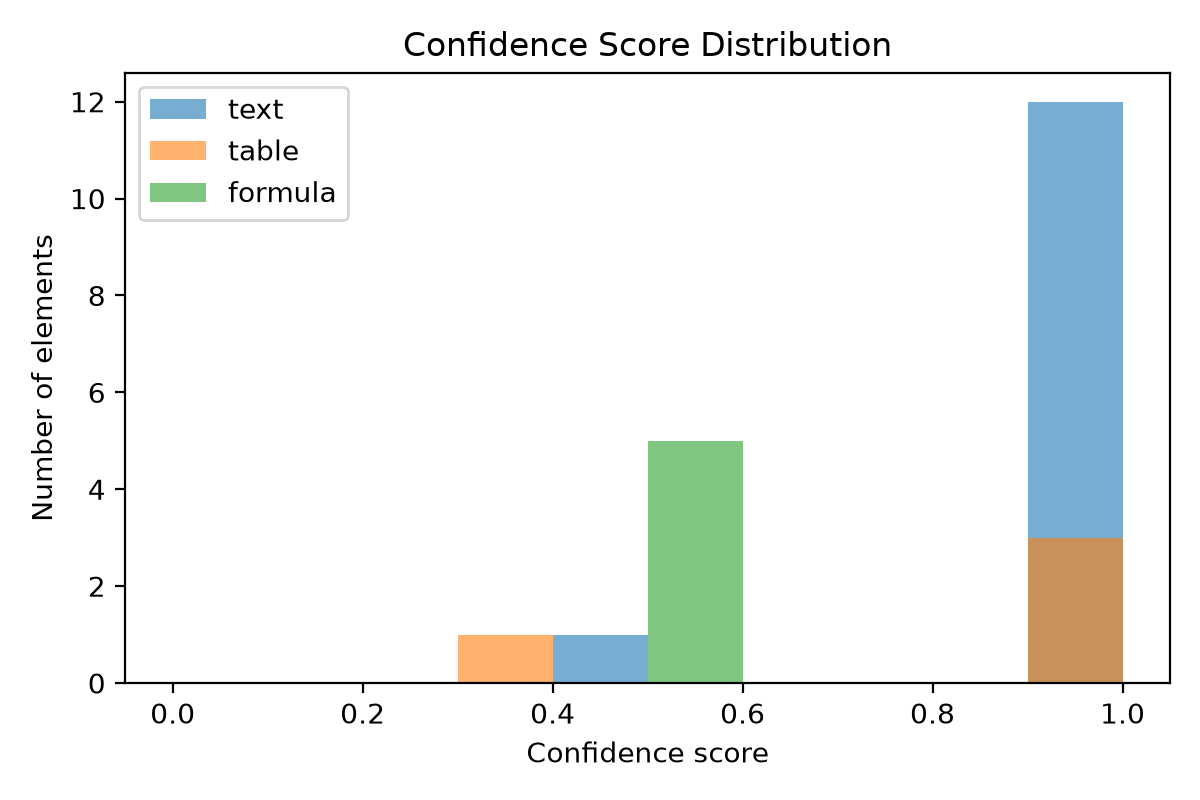 Confidence Score Distribution
text
table
formula
Number of elements
12
10
8
6
4
2
0
0.0 0.2 0.4 0.6 0.8 1.0
Confidence score